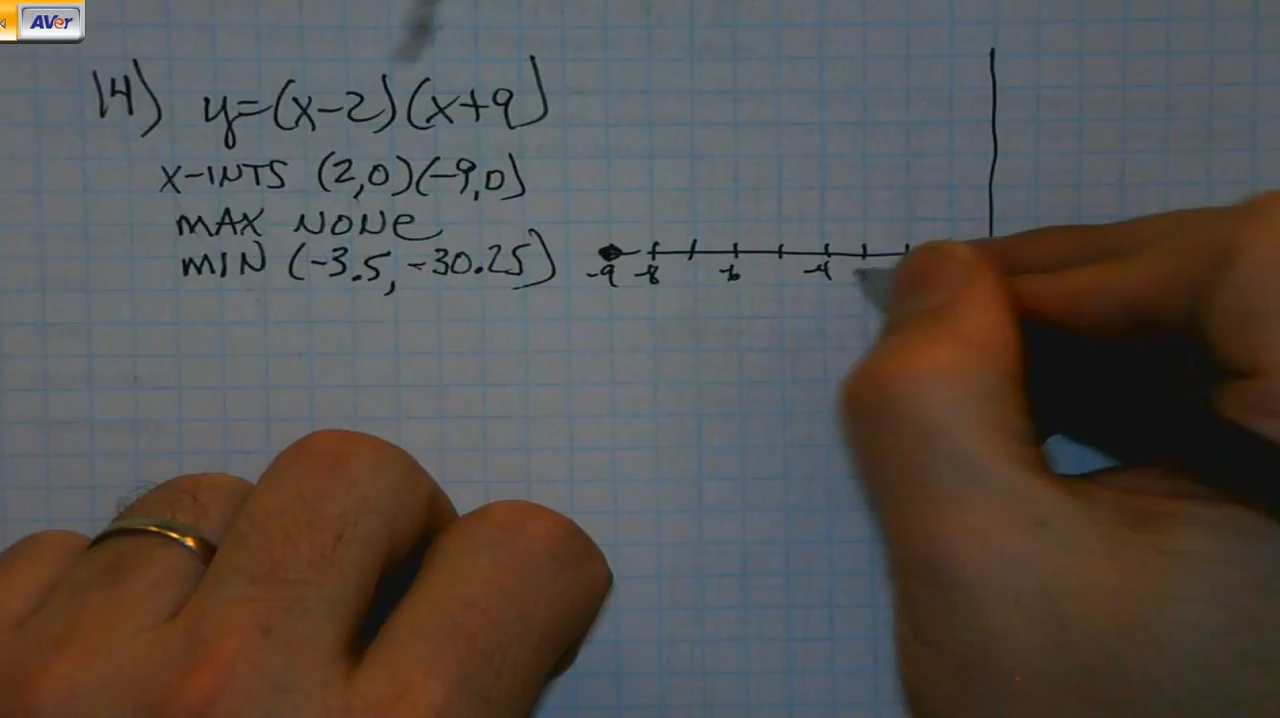 AVer
14) y=(x-2)(x+9)
X-INTS (2,0)(-9,0)
MAX NONE
MIN (-3.5, -30.25)
-9 -8 -6 -4